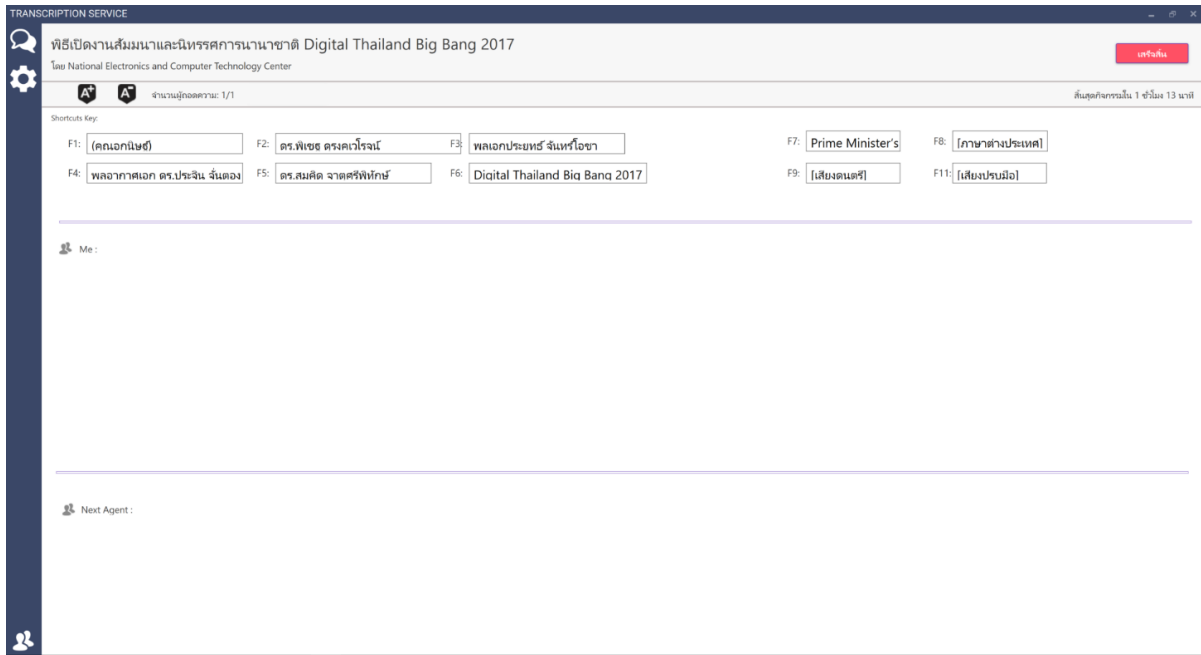 TRANSCRIPTION SERVICE
พิธีเปิดงานสัมมนาและนิทรรศการนานาชาติ Digital Thailand Big Bang 2017
เสร็จสิ้น
โดย National Electronics and Computer Technology Center
A+ A- จำนวนผู้ถอดความ: 1/1 สิ้นสุดกิจกรรมใน 1 ชั่วโมง 13 นาที
Shortcuts Key:
F1: (คุณอกนิษฐ์) F2: ดร.พิเชฐ ดุรงคเวโรจน์ F3: พลเอกประยุทธ์ จันทร์โอชา F7: Prime Minister's F8: [ภาษาต่างประเทศ]
F4: พลอากาศเอก ดร.ประจิน จั่นตอง F5: ดร.สมคิด จาตุศรีพิทักษ์ F6: Digital Thailand Big Bang 2017 F9: [เสียงดนตรี] F11: [เสียงปรบมือ]
Me :
Next Agent :